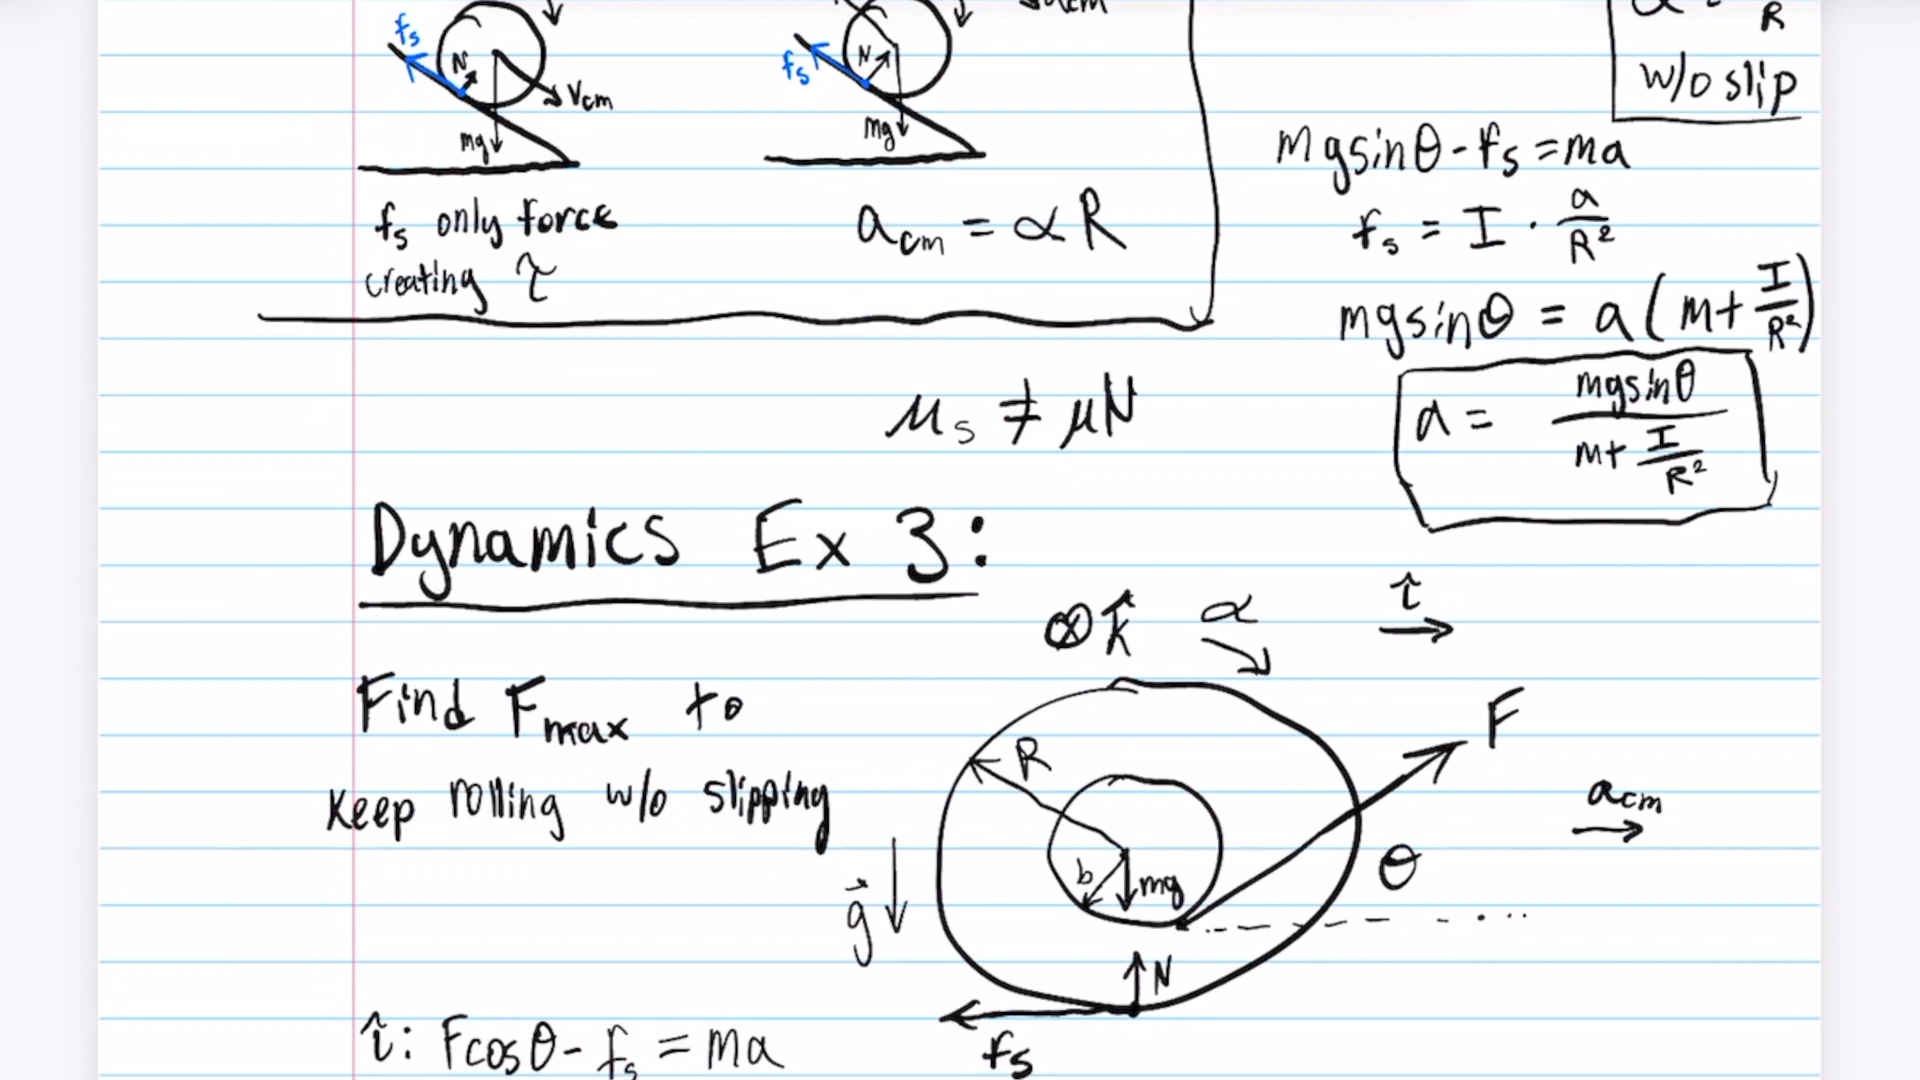 fs
N
Vcm
mg
fs
N
mg
fs only force
creating τ
acm = αR
R
w/o slip
mgsinθ - fs = ma
fs = I · a/R²
mgsinθ = a(m + I/R²)
a = mgsinθ / (m + I/R²)
μs ≠ μN
Dynamics Ex 3:
Find Fmax to
keep rolling w/o slipping
⊗ k̂ α î
R
F
acm
b
mg
θ
g⃗
N
fs
î: Fcosθ - fs = ma